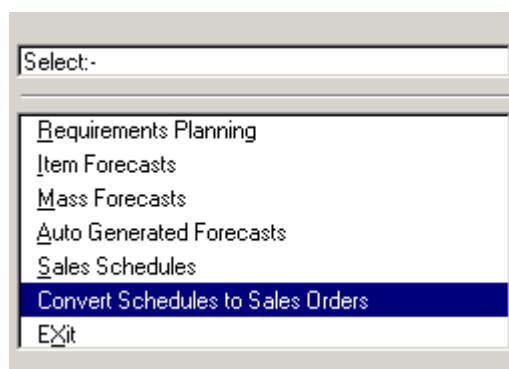 Select:-
Requirements Planning
Item Forecasts
Mass Forecasts
Auto Generated Forecasts
Sales Schedules
Convert Schedules to Sales Orders
EXit